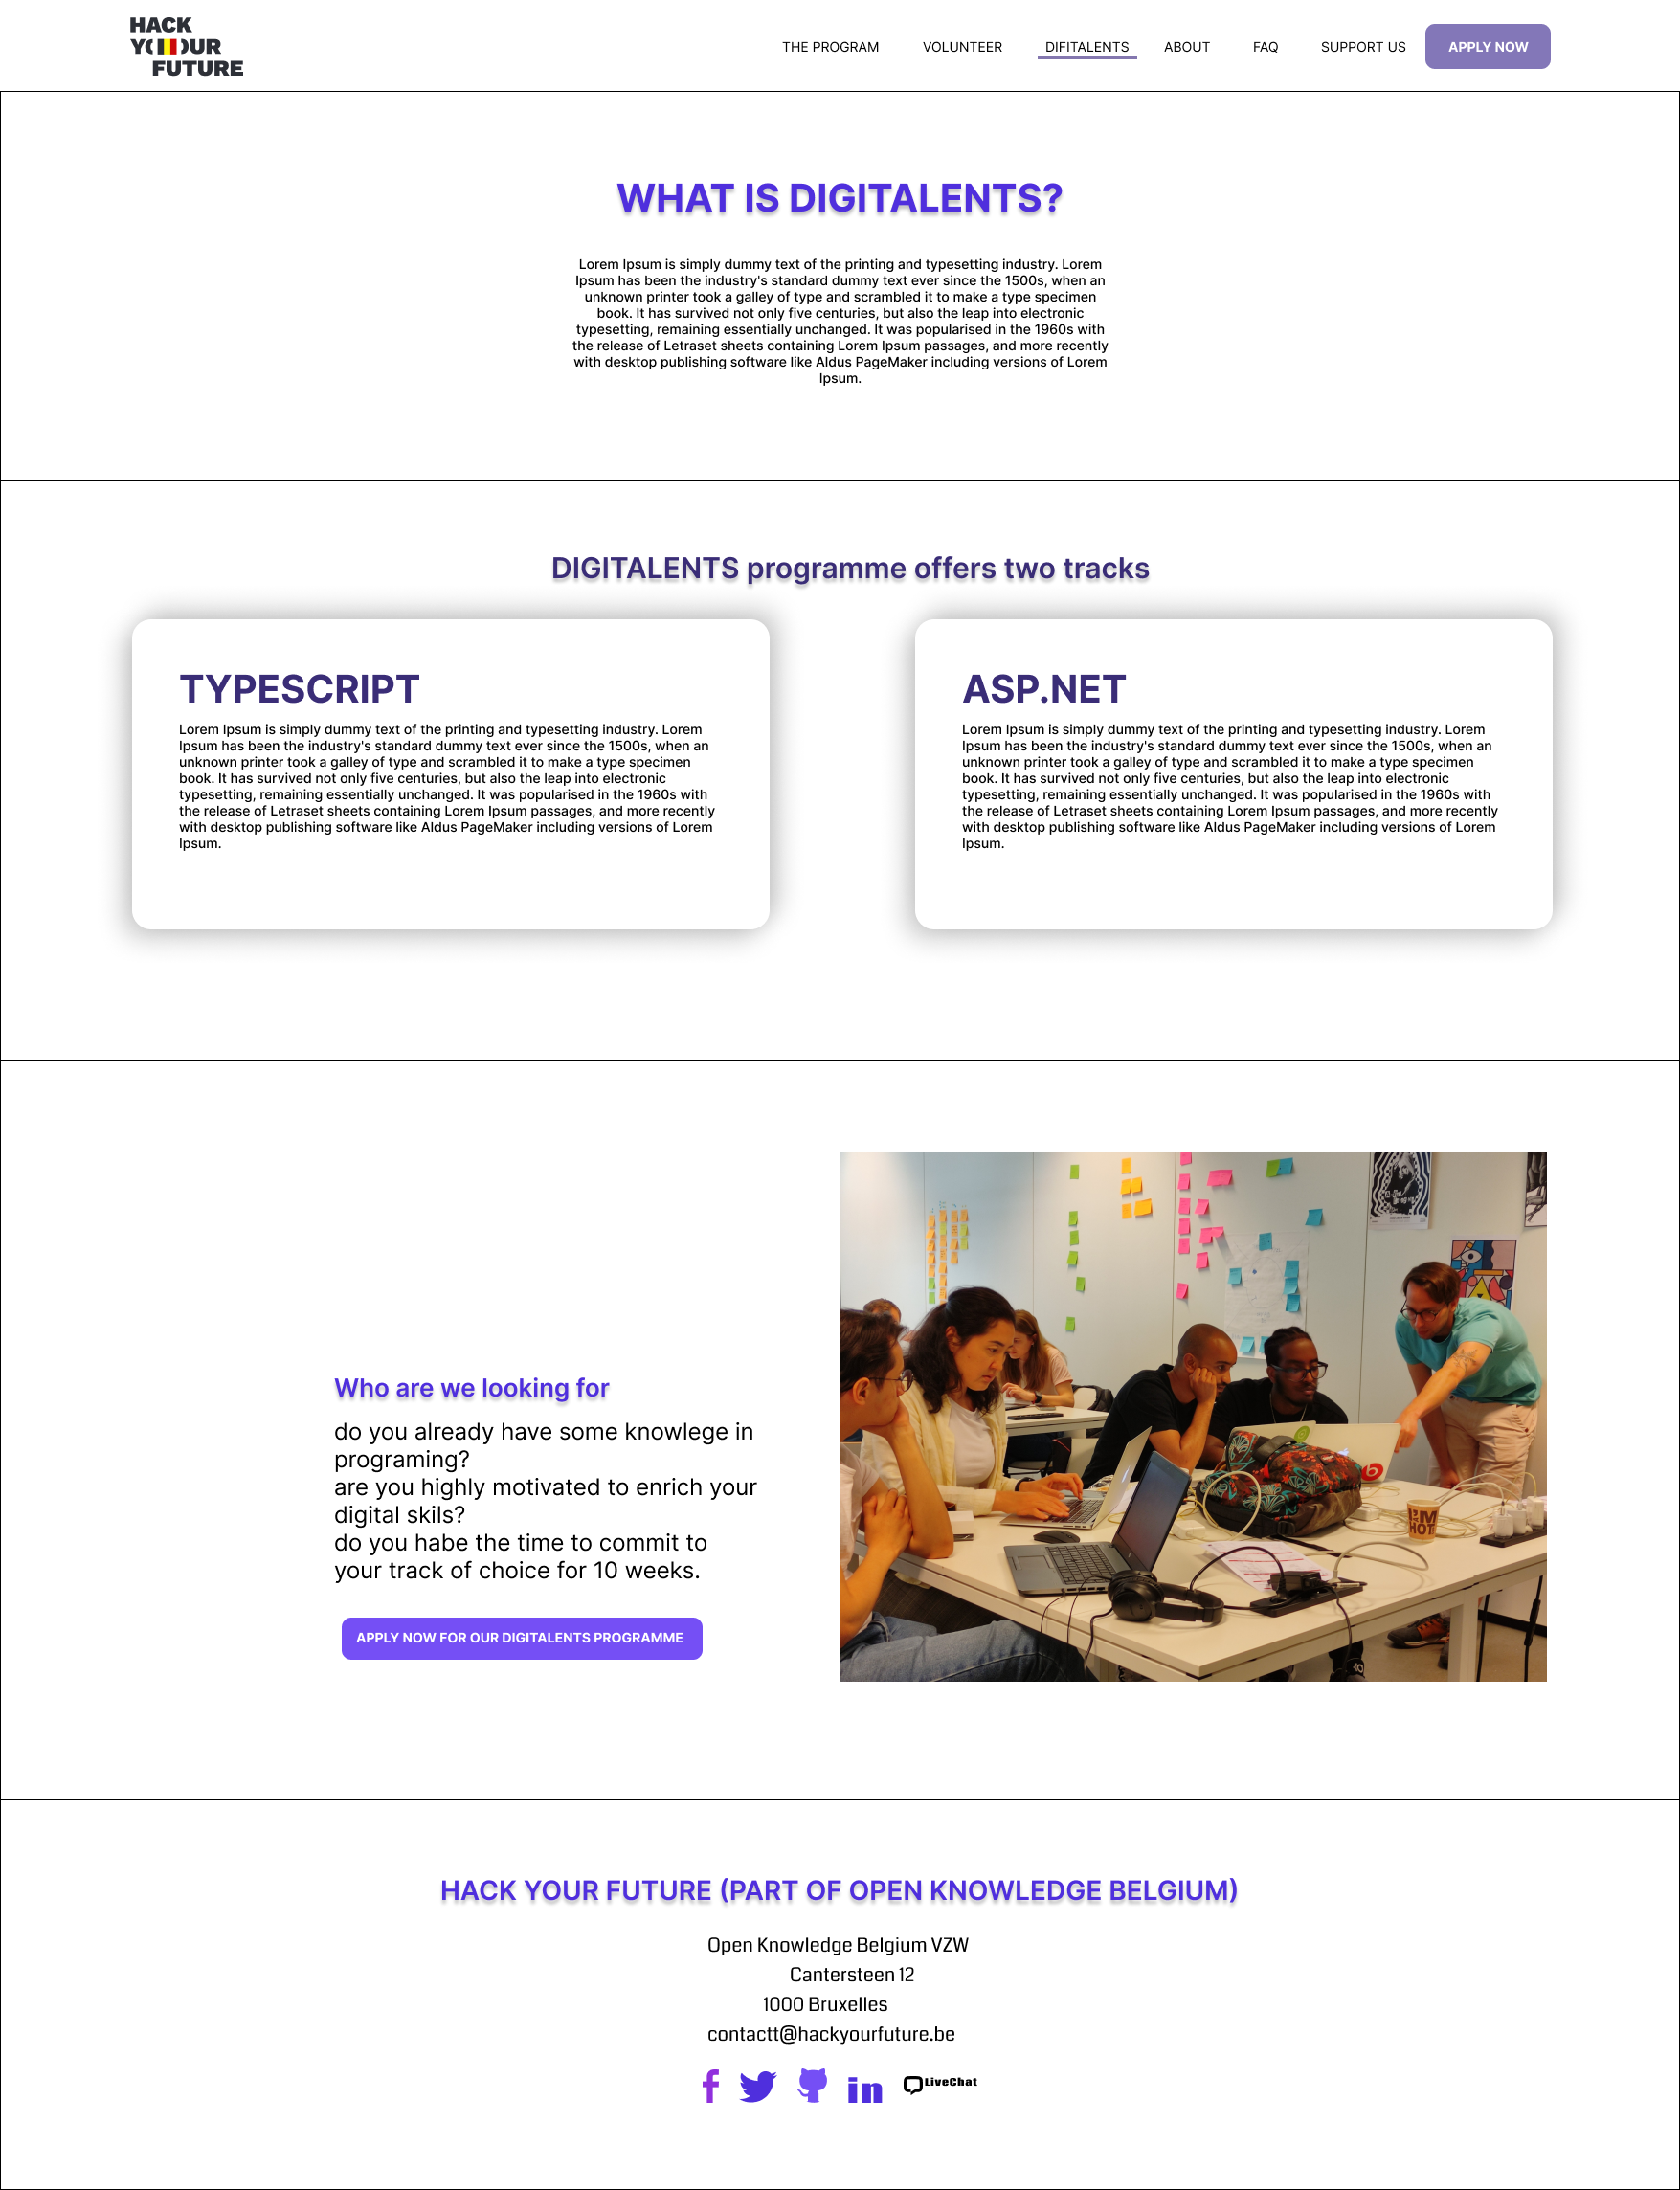 HACK
YOUR
FUTURE
THE PROGRAM
VOLUNTEER
DIFITALENTS
ABOUT
FAQ
SUPPORT US
APPLY NOW
WHAT IS DIGITALENTS?
Lorem Ipsum is simply dummy text of the printing and typesetting industry. Lorem
Ipsum has been the industry's standard dummy text ever since the 1500s, when an
unknown printer took a galley of type and scrambled it to make a type specimen
book. It has survived not only five centuries, but also the leap into electronic
typesetting, remaining essentially unchanged. It was popularised in the 1960s with
the release of Letraset sheets containing Lorem Ipsum passages, and more recently
with desktop publishing software like Aldus PageMaker including versions of Lorem
Ipsum.
DIGITALENTS programme offers two tracks
TYPESCRIPT
Lorem Ipsum is simply dummy text of the printing and typesetting industry. Lorem
Ipsum has been the industry's standard dummy text ever since the 1500s, when an
unknown printer took a galley of type and scrambled it to make a type specimen
book. It has survived not only five centuries, but also the leap into electronic
typesetting, remaining essentially unchanged. It was popularised in the 1960s with
the release of Letraset sheets containing Lorem Ipsum passages, and more recently
with desktop publishing software like Aldus PageMaker including versions of Lorem
Ipsum.
ASP.NET
Lorem Ipsum is simply dummy text of the printing and typesetting industry. Lorem
Ipsum has been the industry's standard dummy text ever since the 1500s, when an
unknown printer took a galley of type and scrambled it to make a type specimen
book. It has survived not only five centuries, but also the leap into electronic
typesetting, remaining essentially unchanged. It was popularised in the 1960s with
the release of Letraset sheets containing Lorem Ipsum passages, and more recently
with desktop publishing software like Aldus PageMaker including versions of Lorem
Ipsum.
Who are we looking for
do you already have some knowlege in
programing?
are you highly motivated to enrich your
digital skils?
do you habe the time to commit to
your track of choice for 10 weeks.
APPLY NOW FOR OUR DIGITALENTS PROGRAMME
I'M
HOT!
HACK YOUR FUTURE (PART OF OPEN KNOWLEDGE BELGIUM)
Open Knowledge Belgium VZW
Cantersteen 12
1000 Bruxelles
contactt@hackyourfuture.be
LiveChat